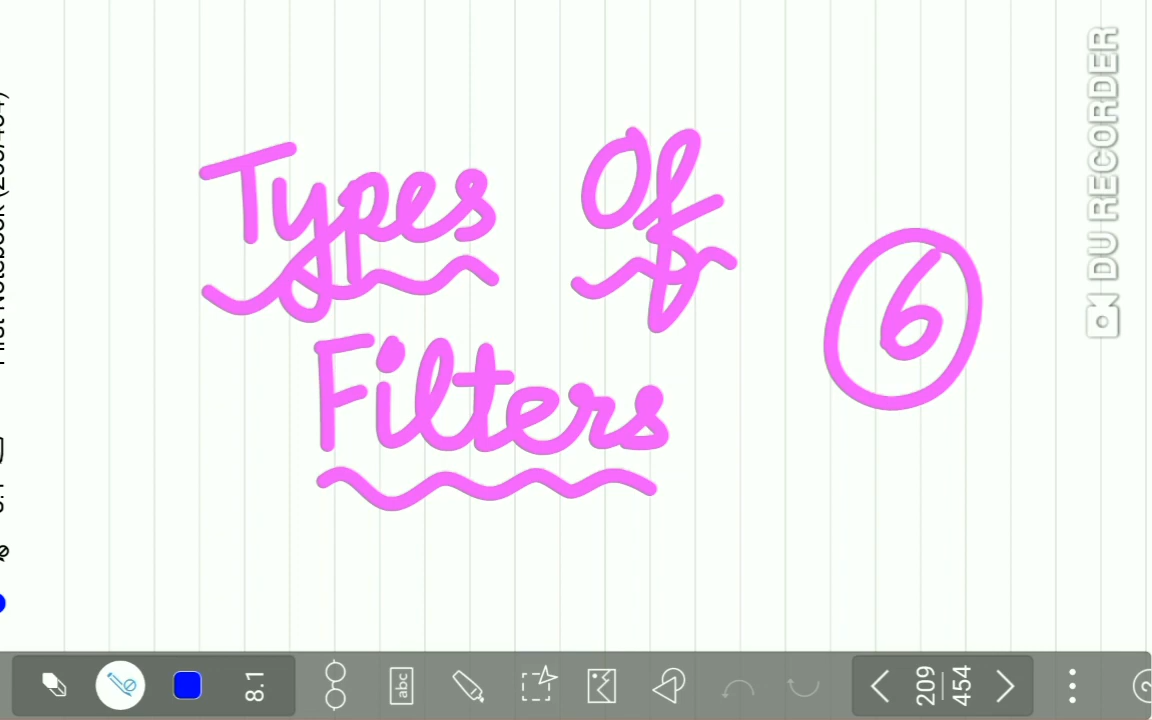 Types Of
Filters
6
DU RECORDER
8.1
abc
209
454